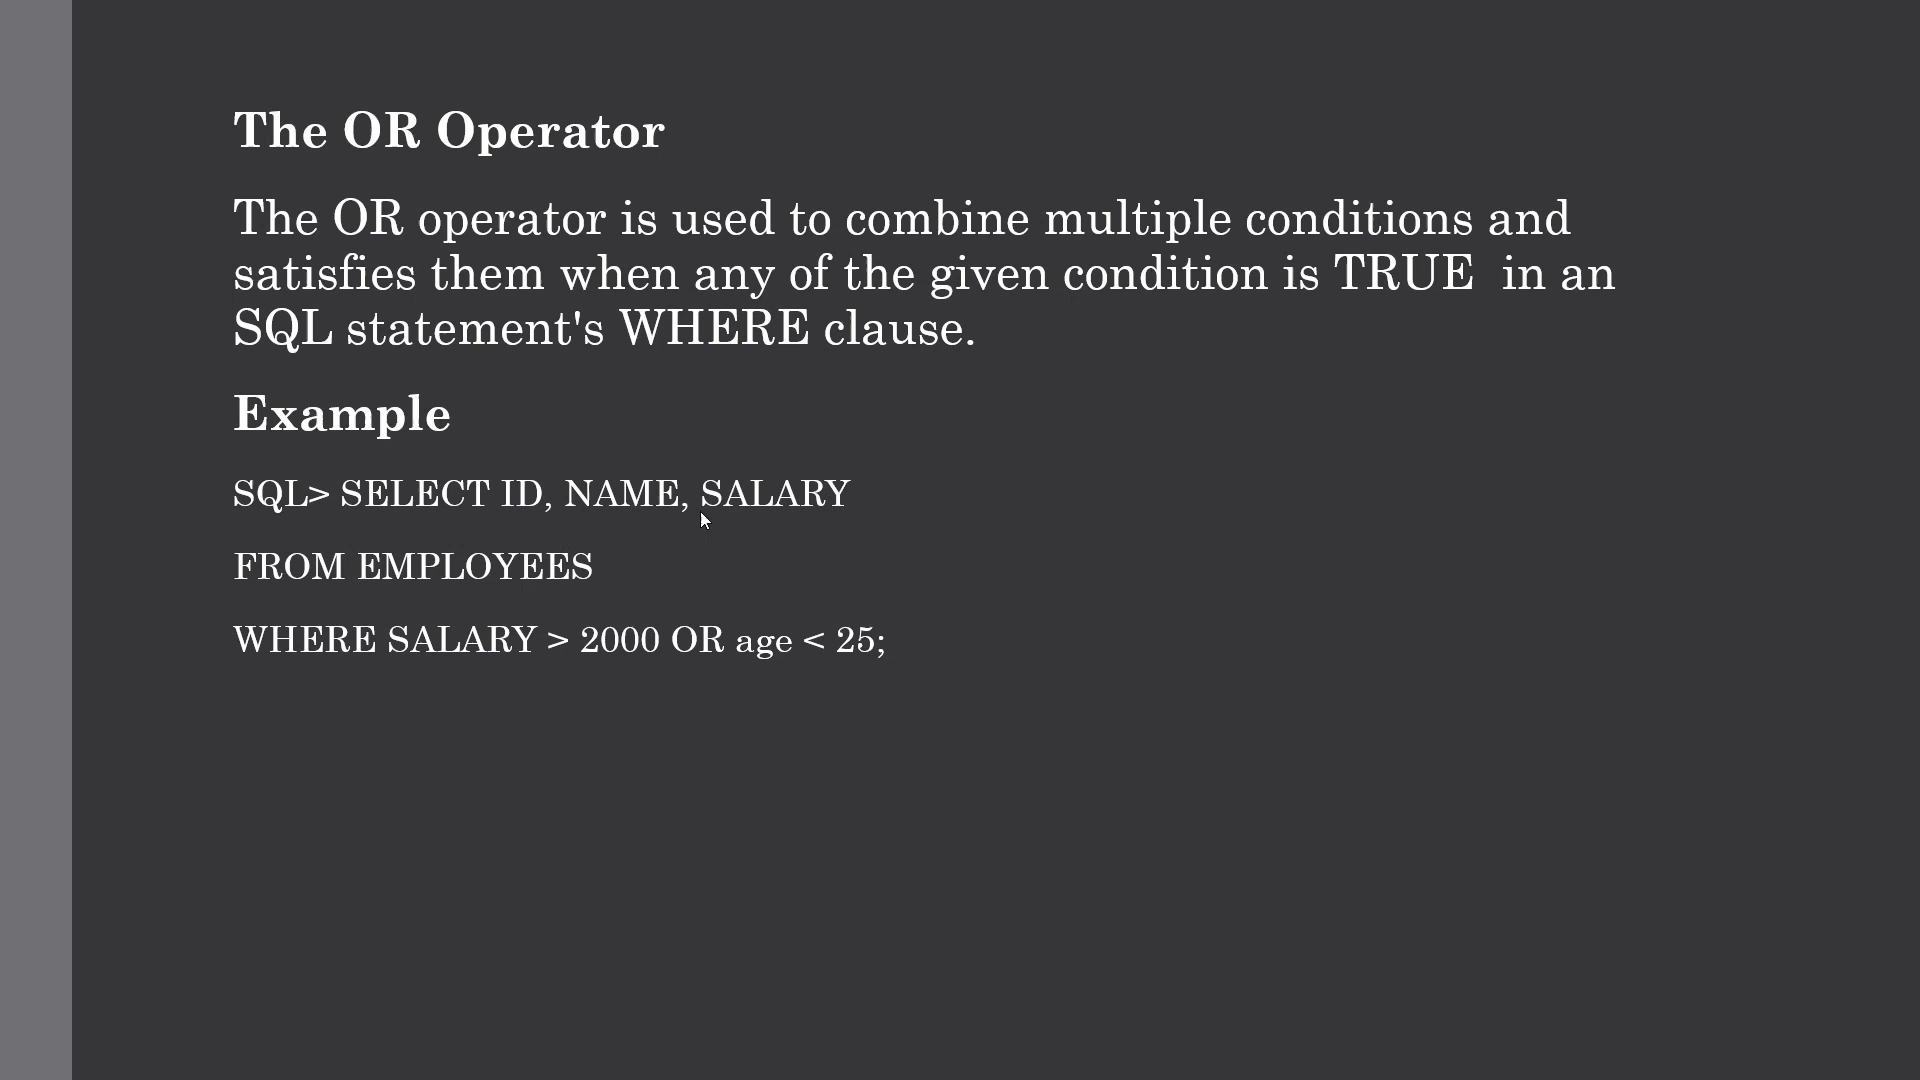 The OR Operator
The OR operator is used to combine multiple conditions and
satisfies them when any of the given condition is TRUE  in an
SQL statement's WHERE clause.
Example
SQL> SELECT ID, NAME, SALARY
FROM EMPLOYEES
WHERE SALARY > 2000 OR age < 25;